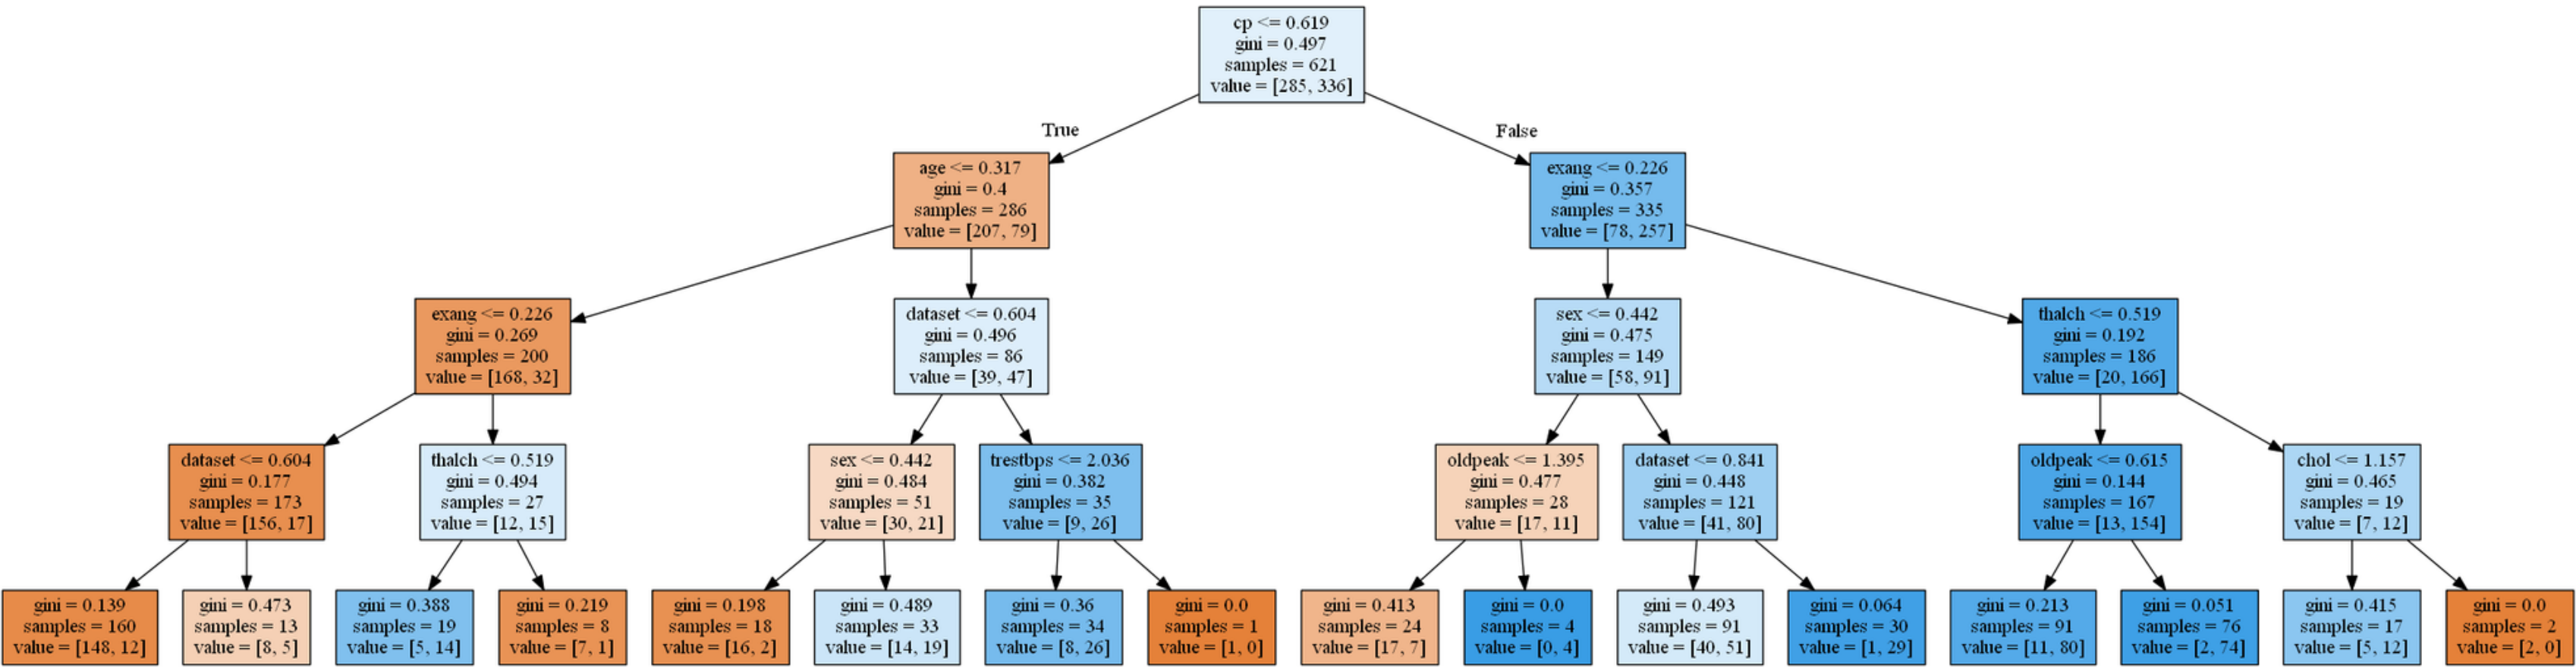 cp <= 0.619
gini = 0.497
samples = 621
value = [285, 336]
True
False
age <= 0.317
gini = 0.4
samples = 286
value = [207, 79]
exang <= 0.226
gini = 0.357
samples = 335
value = [78, 257]
exang <= 0.226
gini = 0.269
samples = 200
value = [168, 32]
dataset <= 0.604
gini = 0.496
samples = 86
value = [39, 47]
sex <= 0.442
gini = 0.475
samples = 149
value = [58, 91]
thalch <= 0.519
gini = 0.192
samples = 186
value = [20, 166]
dataset <= 0.604
gini = 0.177
samples = 173
value = [156, 17]
thalch <= 0.519
gini = 0.494
samples = 27
value = [12, 15]
sex <= 0.442
gini = 0.484
samples = 51
value = [30, 21]
trestbps <= 2.036
gini = 0.382
samples = 35
value = [9, 26]
oldpeak <= 1.395
gini = 0.477
samples = 28
value = [17, 11]
dataset <= 0.841
gini = 0.448
samples = 121
value = [41, 80]
oldpeak <= 0.615
gini = 0.144
samples = 167
value = [13, 154]
chol <= 1.157
gini = 0.465
samples = 19
value = [7, 12]
gini = 0.139
samples = 160
value = [148, 12]
gini = 0.473
samples = 13
value = [8, 5]
gini = 0.388
samples = 19
value = [5, 14]
gini = 0.219
samples = 8
value = [7, 1]
gini = 0.198
samples = 18
value = [16, 2]
gini = 0.489
samples = 33
value = [14, 19]
gini = 0.36
samples = 34
value = [8, 26]
gini = 0.0
samples = 1
value = [1, 0]
gini = 0.413
samples = 24
value = [17, 7]
gini = 0.0
samples = 4
value = [0, 4]
gini = 0.493
samples = 91
value = [40, 51]
gini = 0.064
samples = 30
value = [1, 29]
gini = 0.213
samples = 91
value = [11, 80]
gini = 0.051
samples = 76
value = [2, 74]
gini = 0.415
samples = 17
value = [5, 12]
gini = 0.0
samples = 2
value = [2, 0]